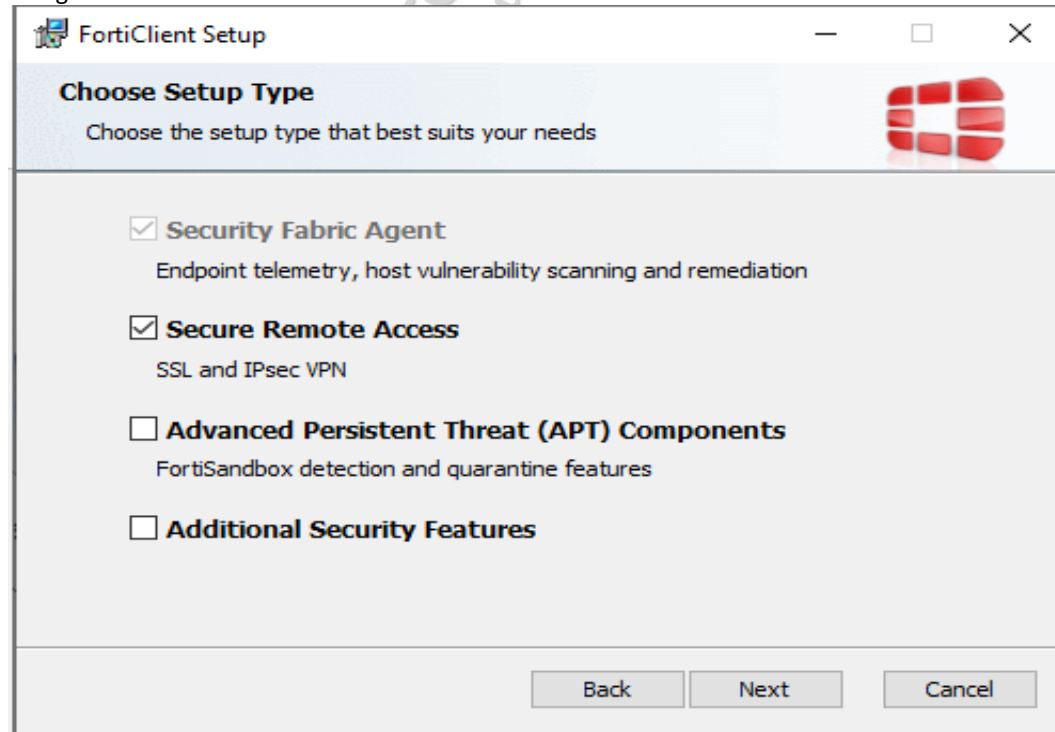 FortiClient Setup
Choose Setup Type
Choose the setup type that best suits your needs
Security Fabric Agent
Endpoint telemetry, host vulnerability scanning and remediation
Secure Remote Access
SSL and IPsec VPN
Advanced Persistent Threat (APT) Components
FortiSandbox detection and quarantine features
Additional Security Features
Back Next Cancel